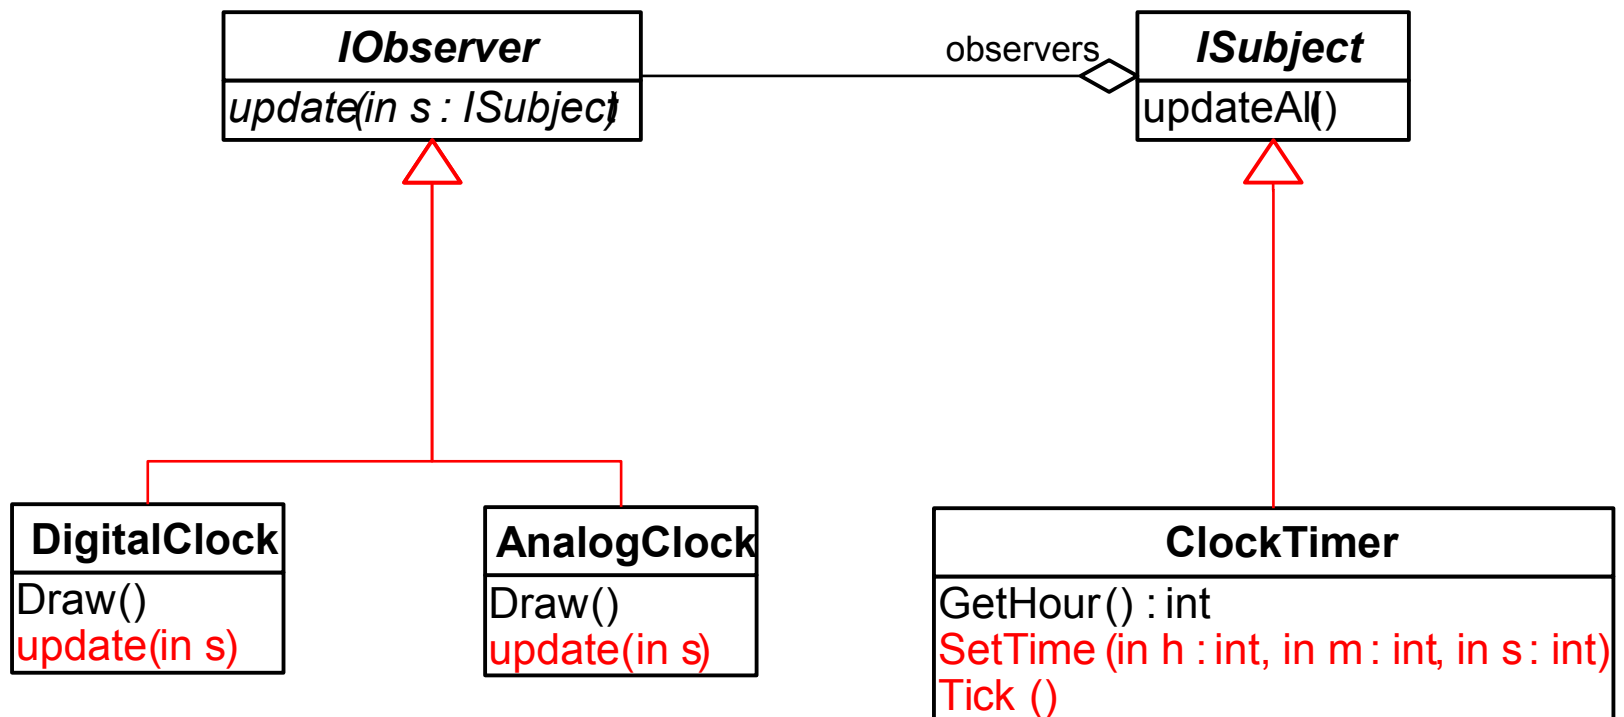 IObserver
update(in s : ISubject)
observers
ISubject
updateAll()
DigitalClock
Draw()
update(in s)
AnalogClock
Draw()
update(in s)
ClockTimer
GetHour() : int
SetTime (in h : int, in m : int, in s : int)
Tick ()